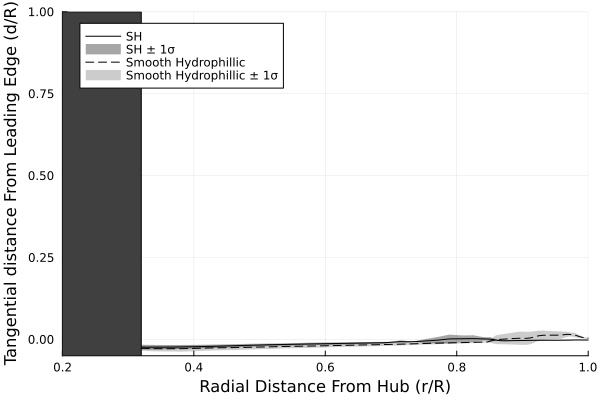 Tangential distance From Leading Edge (d/R)
1.00
0.75
0.50
0.25
0.00
SH
SH ± 1σ
Smooth Hydrophillic
Smooth Hydrophillic ± 1σ
0.2 0.4 0.6 0.8 1.0
Radial Distance From Hub (r/R)